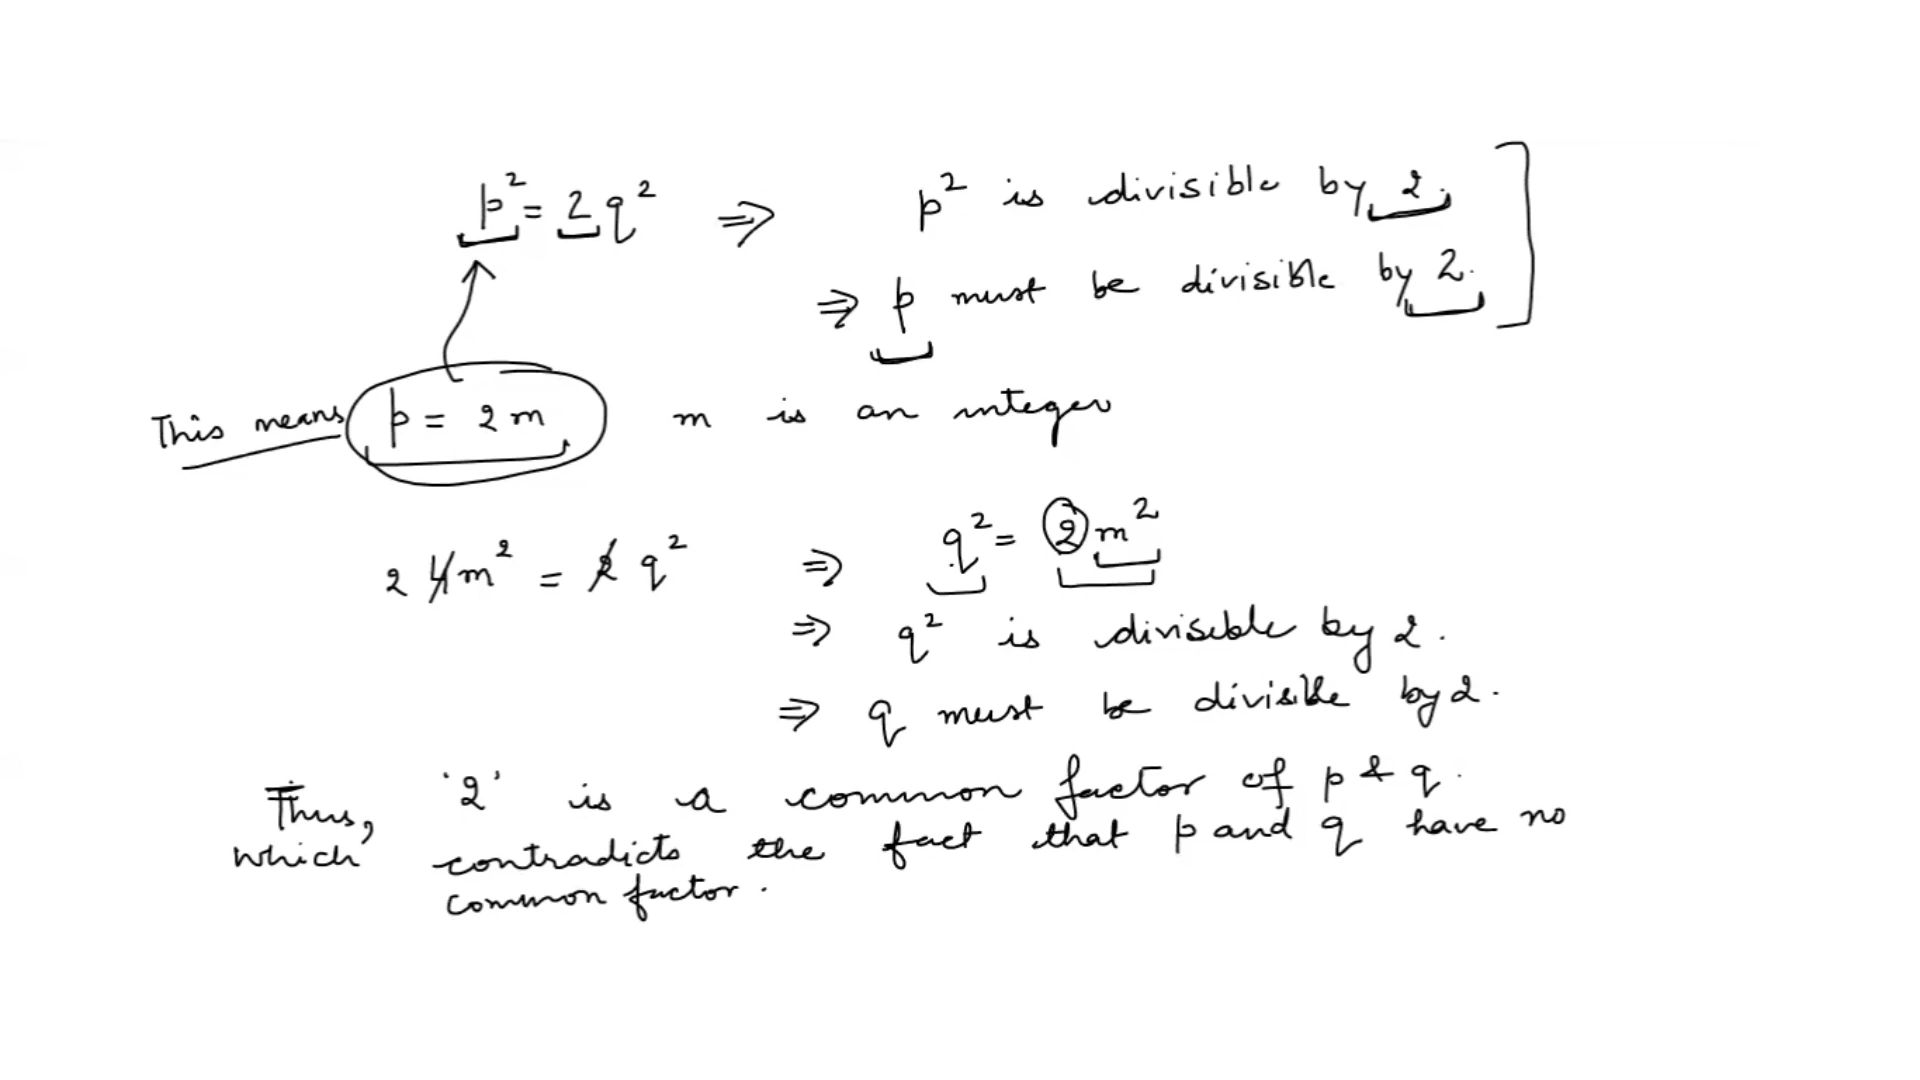 p² = 2q² ⇒ p² is divisible by 2.
⇒ p must be divisible by 2.
This means p = 2m m is an integer
2 4m² = 2 q² ⇒ q² = 2m²
⇒ q² is divisible by 2.
⇒ q must be divisible by 2.
Thus, '2' is a common factor of p & q.
which contradicts the fact that p and q have no
common factor.